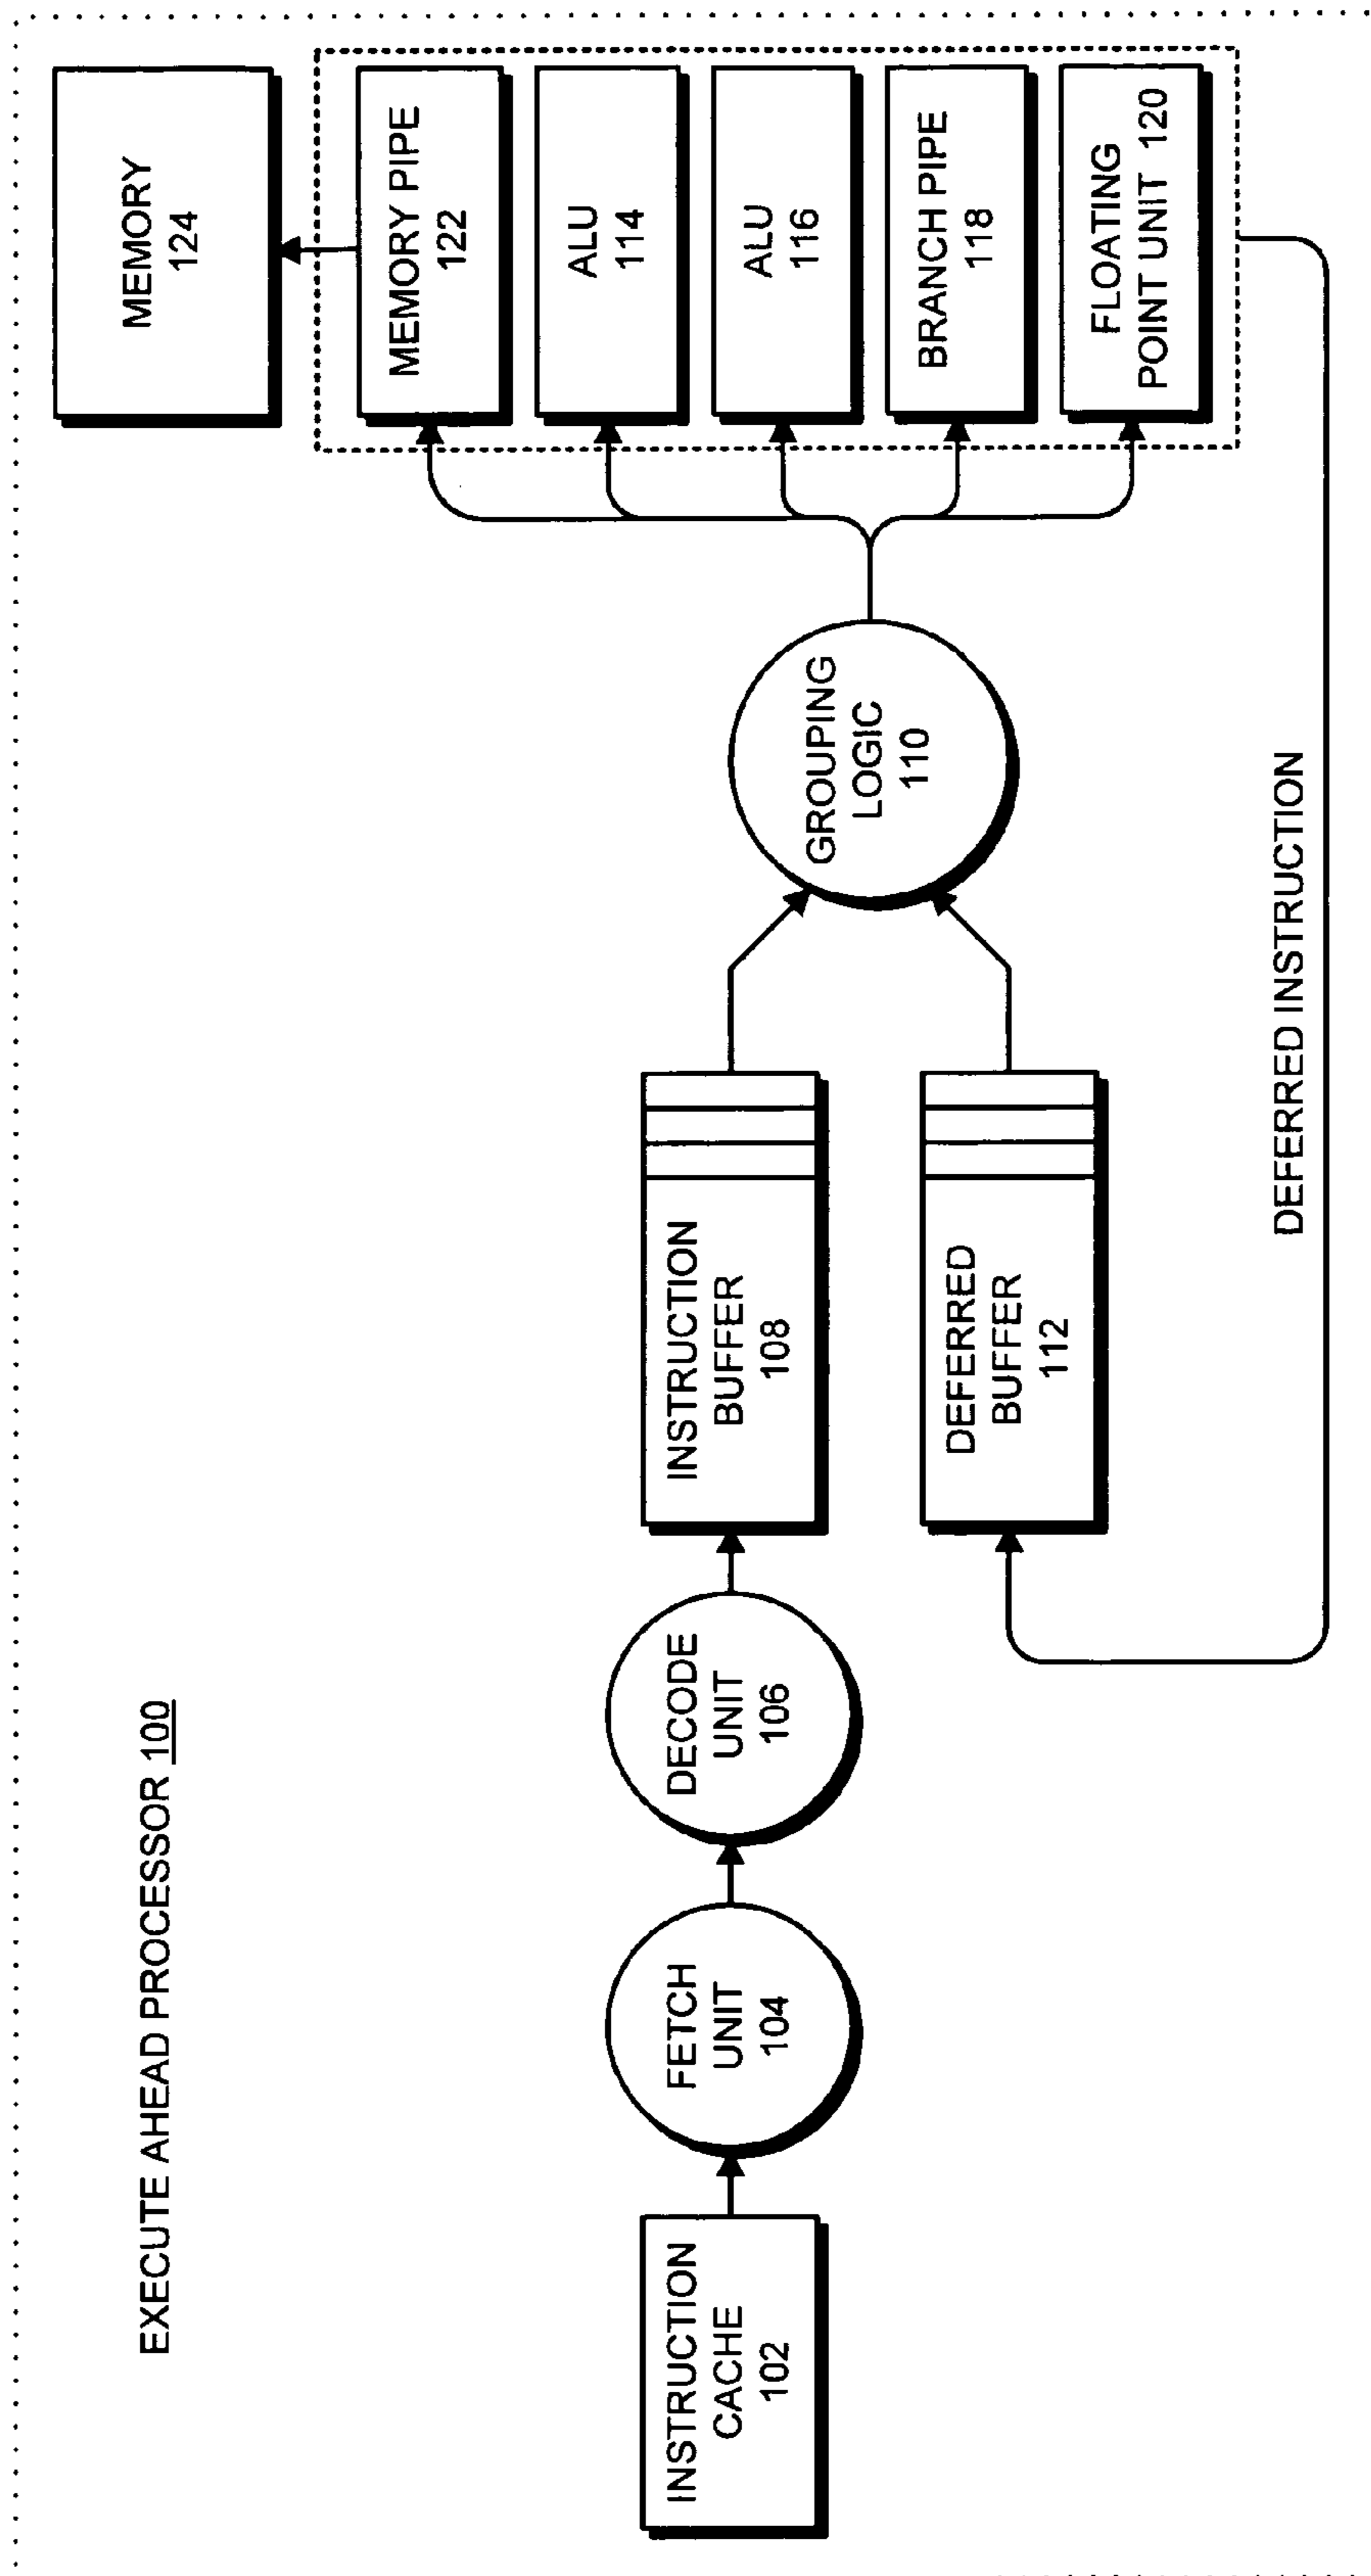 EXECUTE AHEAD PROCESSOR 100
INSTRUCTION
CACHE
102
FETCH
UNIT
104
DECODE
UNIT
106
INSTRUCTION
BUFFER
108
DEFERRED
BUFFER
112
GROUPING
LOGIC
110
MEMORY
124
MEMORY PIPE
122
ALU
114
ALU
116
BRANCH PIPE
118
FLOATING
POINT UNIT 120
DEFERRED INSTRUCTION